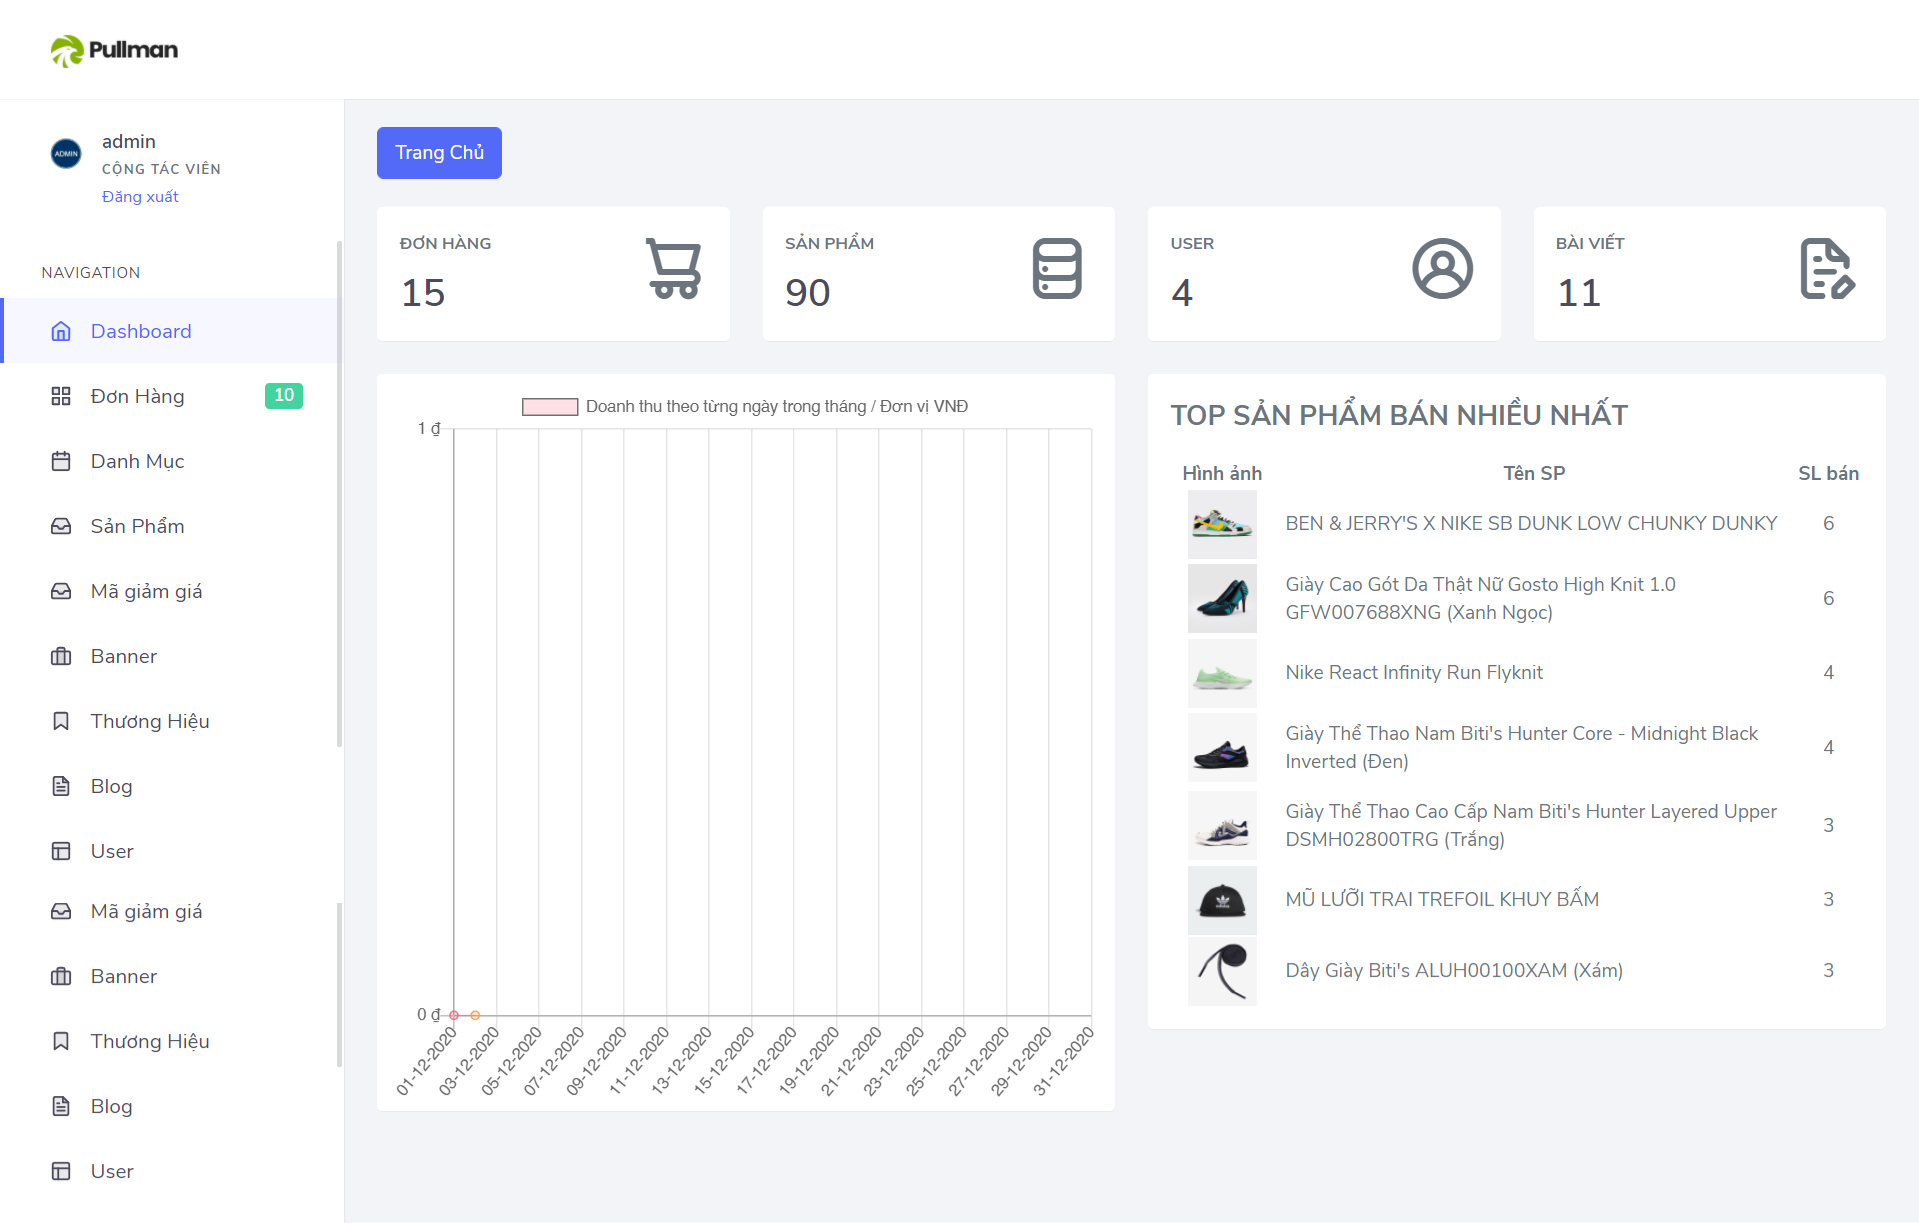 Pullman
ADMIN
admin
CỘNG TÁC VIÊN
Đăng xuất
NAVIGATION
Dashboard
Đơn Hàng 10
Danh Mục
Sản Phẩm
Mã giảm giá
Banner
Thương Hiệu
Blog
User
Mã giảm giá
Banner
Thương Hiệu
Blog
User
Trang Chủ
ĐƠN HÀNG
15
SẢN PHẨM
90
USER
4
BÀI VIẾT
11
Doanh thu theo từng ngày trong tháng / Đơn vị VNĐ
1 ₫
0 ₫
01-12-2020
03-12-2020
05-12-2020
07-12-2020
09-12-2020
11-12-2020
13-12-2020
15-12-2020
17-12-2020
19-12-2020
21-12-2020
23-12-2020
25-12-2020
27-12-2020
29-12-2020
31-12-2020
TOP SẢN PHẨM BÁN NHIỀU NHẤT
Hình ảnh Tên SP SL bán
BEN & JERRY'S X NIKE SB DUNK LOW CHUNKY DUNKY 6
Giày Cao Gót Da Thật Nữ Gosto High Knit 1.0
GFW007688XNG (Xanh Ngọc) 6
Nike React Infinity Run Flyknit 4
Giày Thể Thao Nam Biti's Hunter Core - Midnight Black
Inverted (Đen) 4
Giày Thể Thao Cao Cấp Nam Biti's Hunter Layered Upper
DSMH02800TRG (Trắng) 3
MŨ LƯỠI TRAI TREFOIL KHUY BẤM 3
Dây Giày Biti's ALUH00100XAM (Xám) 3